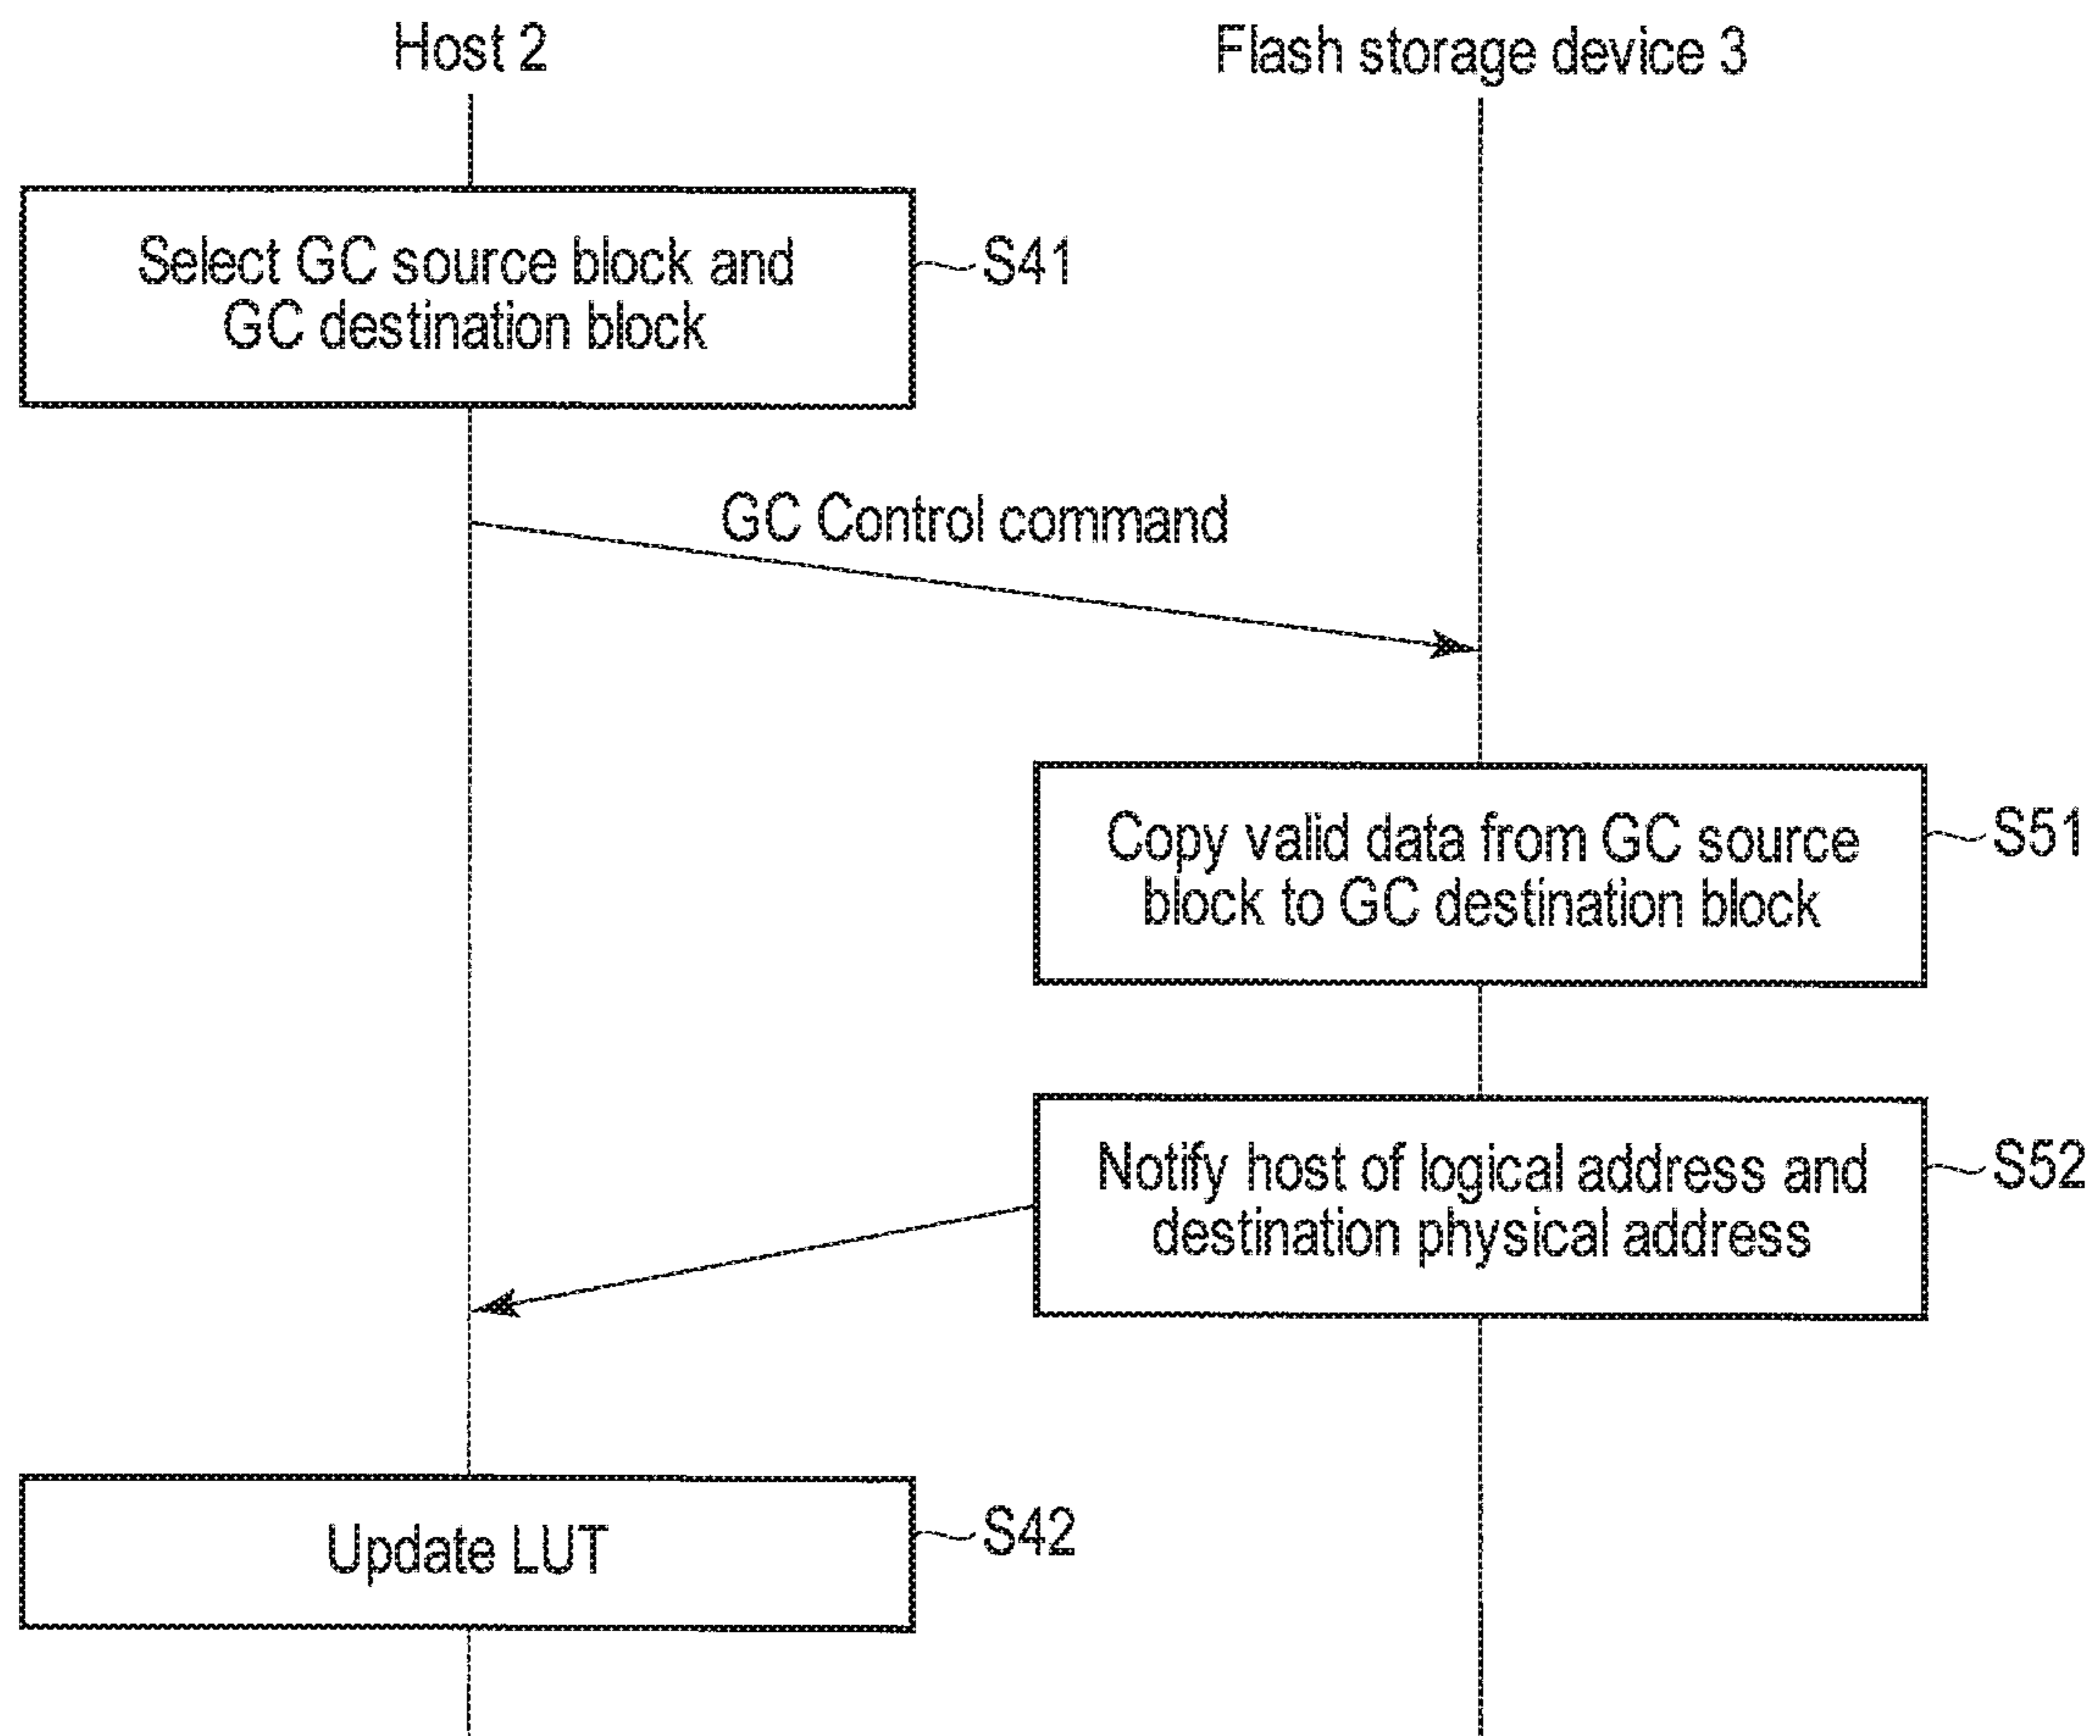 Host 2
Flash storage device 3
Select GC source block and
GC destination block
S41
GC Control command
Copy valid data from GC source
block to GC destination block
S51
Notify host of logical address and
destination physical address
S52
Update LUT
S42